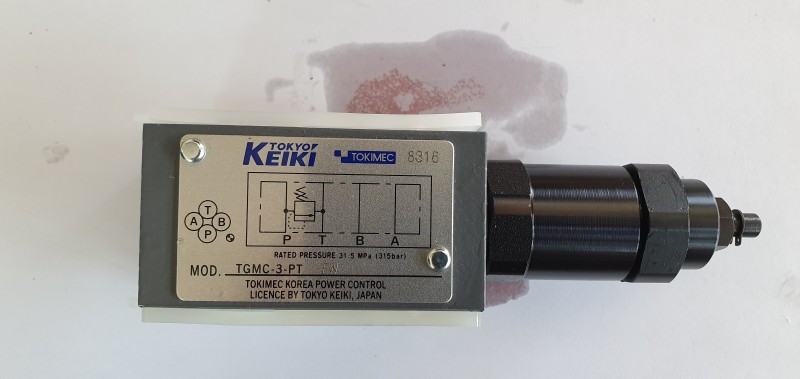 TOKYO
KEIKI TOKIMEC 8316
P T B A
T
A B
P
RATED PRESSURE 31.5 MPa (315bar)
MOD. TGMC-3-PT
TOKIMEC KOREA POWER CONTROL
LICENCE BY TOKYO KEIKI, JAPAN